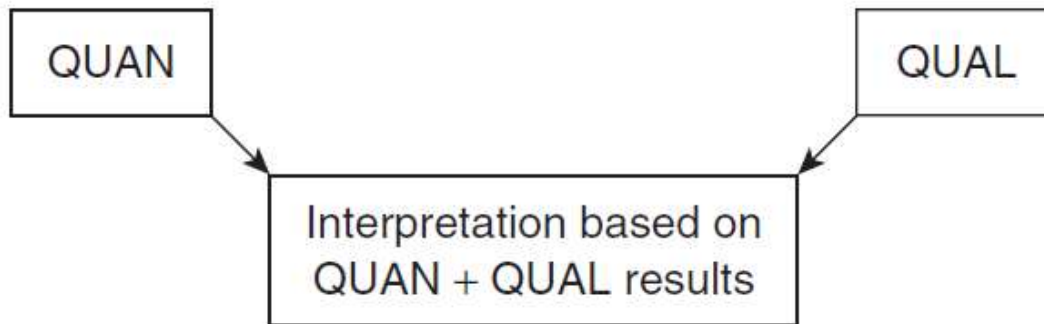 QUAN
QUAL
Interpretation based on
QUAN + QUAL results